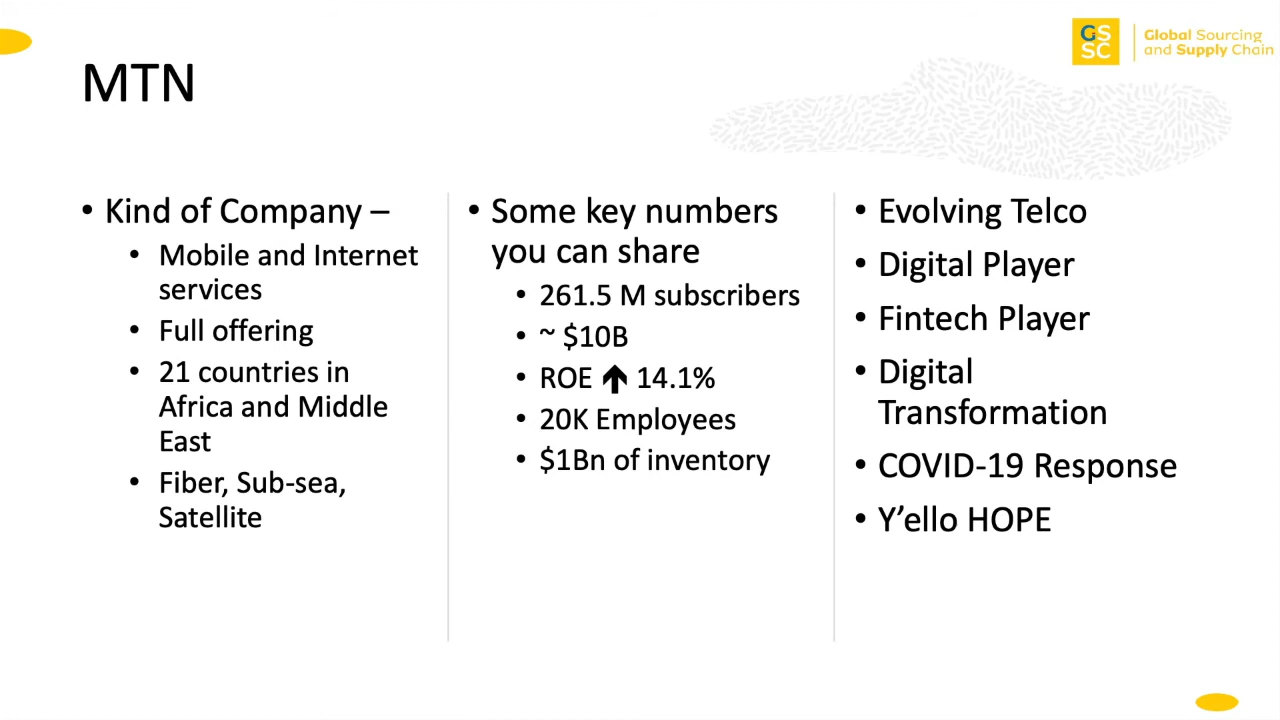 GS
SC
Global Sourcing
and Supply Chain
MTN
• Kind of Company –
• Mobile and Internet
services
• Full offering
• 21 countries in
Africa and Middle
East
• Fiber, Sub-sea,
Satellite
• Some key numbers
you can share
• 261.5 M subscribers
• ~ $10B
• ROE 🡅 14.1%
• 20K Employees
• $1Bn of inventory
• Evolving Telco
• Digital Player
• Fintech Player
• Digital
Transformation
• COVID-19 Response
• Y’ello HOPE